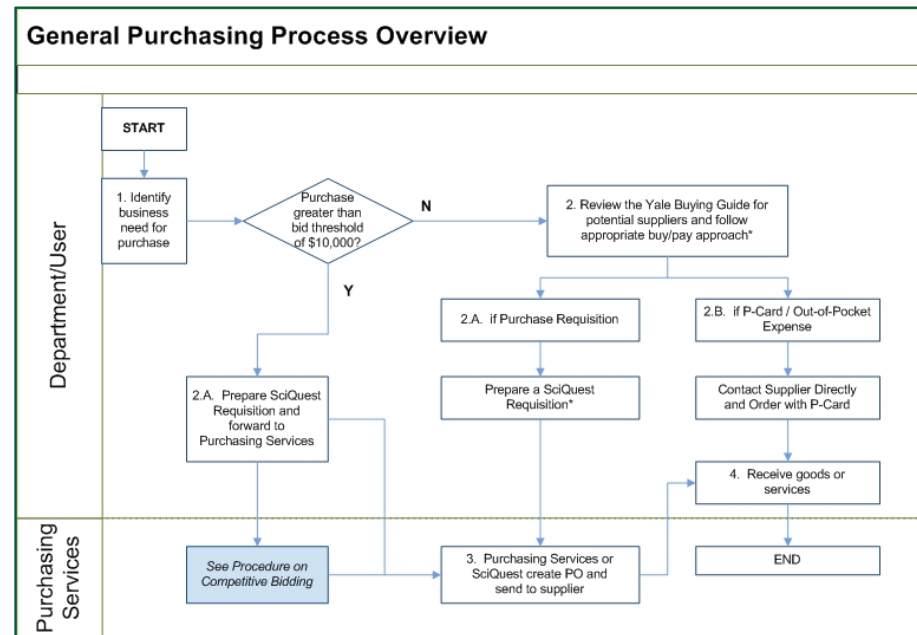 General Purchasing Process Overview
START
1. Identify
business
need for
purchase
Purchase
greater than
bid threshold
of $10,000?
N
Y
2. Review the Yale Buying Guide for
potential suppliers and follow
appropriate buy/pay approach*
2.A. if Purchase Requisition
2.B. if P-Card / Out-of-Pocket
Expense
2.A. Prepare SciQuest
Requisition and
forward to
Purchasing Services
Prepare a SciQuest
Requisition*
Contact Supplier Directly
and Order with P-Card
4. Receive goods or
services
Department/User
See Procedure on
Competitive Bidding
3. Purchasing Services or
SciQuest create PO and
send to supplier
END
Purchasing
Services